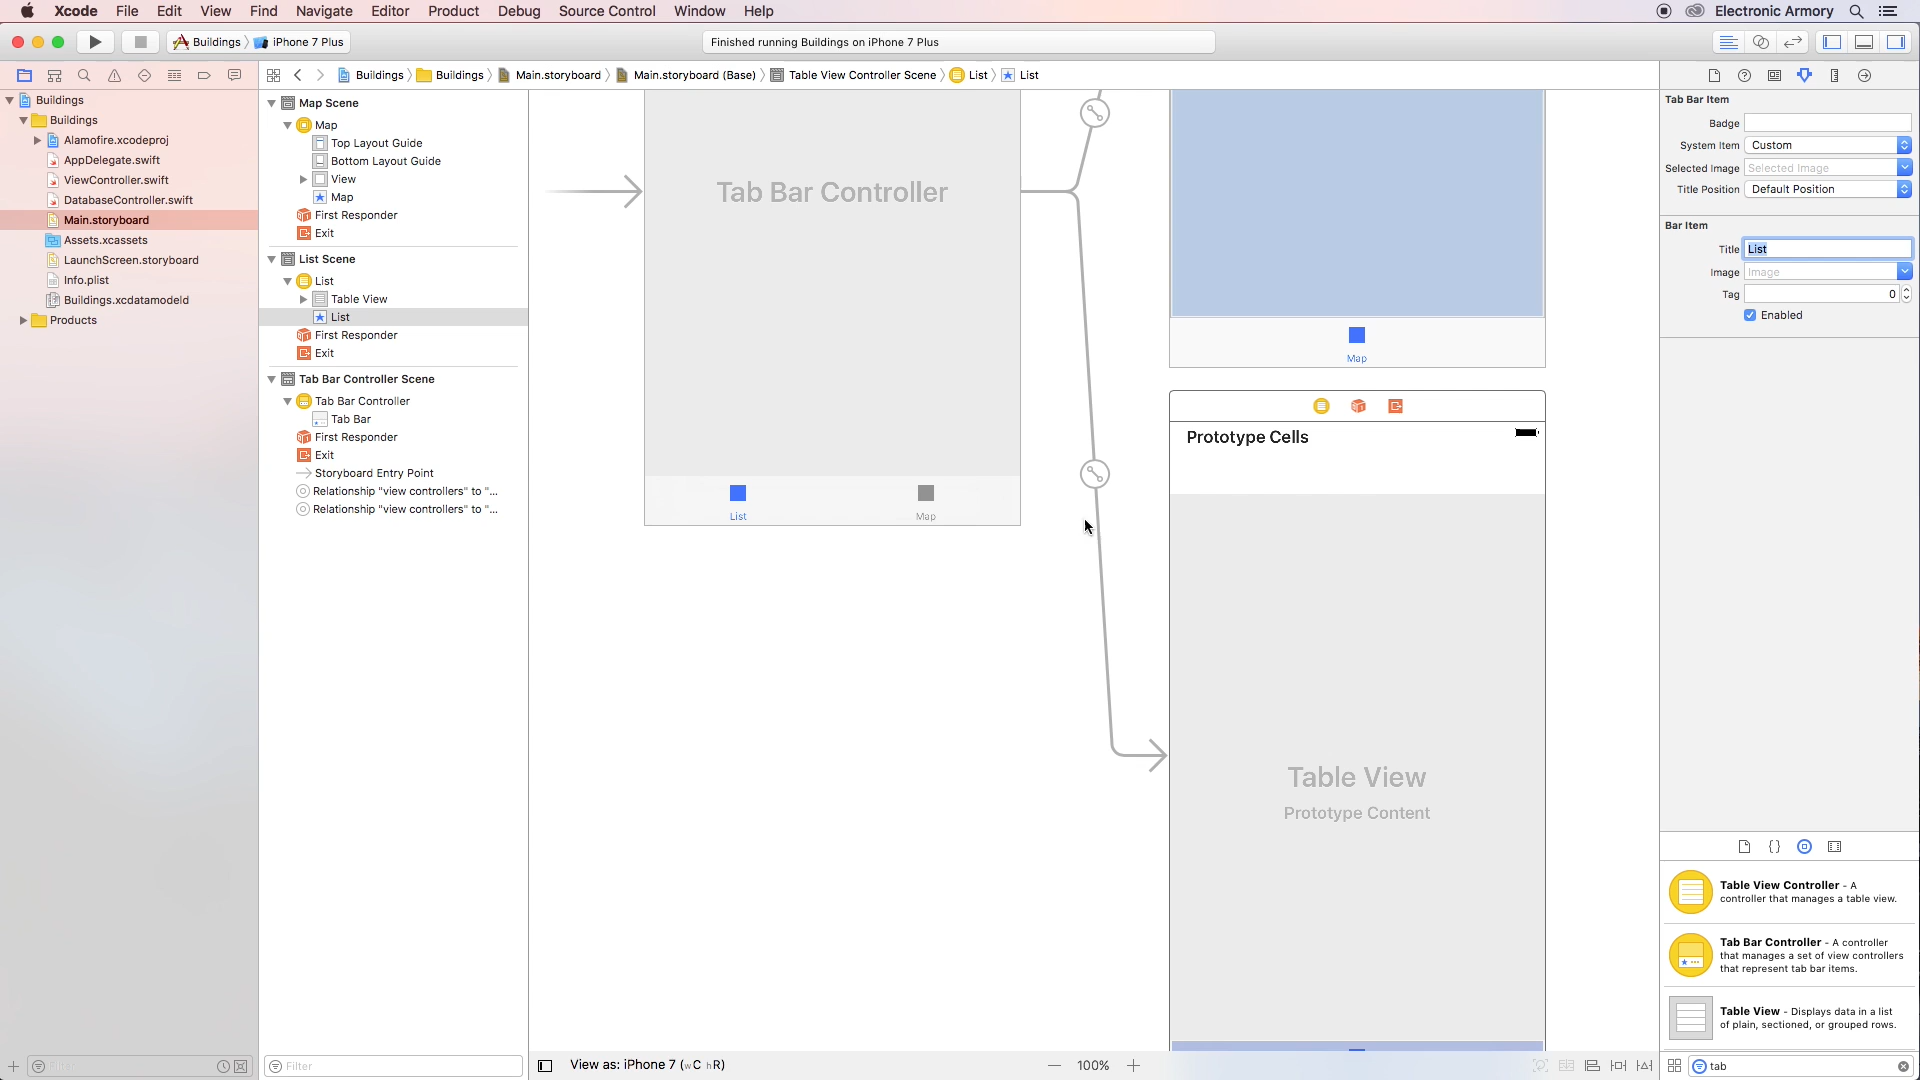 Xcode File Edit View Find Navigate Editor Product Debug Source Control Window Help Electronic Armory
Buildings iPhone 7 Plus Finished running Buildings on iPhone 7 Plus
Buildings Buildings Main.storyboard Main.storyboard (Base) Table View Controller Scene List List
Buildings
Buildings
Alamofire.xcodeproj
AppDelegate.swift
ViewController.swift
DatabaseController.swift
Main.storyboard
Assets.xcassets
LaunchScreen.storyboard
Info.plist
Buildings.xcdatamodeld
Products
Filter
Map Scene
Map
Top Layout Guide
Bottom Layout Guide
View
Map
First Responder
Exit
List Scene
List
Table View
List
First Responder
Exit
Tab Bar Controller Scene
Tab Bar Controller
Tab Bar
First Responder
Exit
Storyboard Entry Point
Relationship "view controllers" to "...
Relationship "view controllers" to "...
Filter
Tab Bar Controller
List Map
Map
Prototype Cells
Table View
Prototype Content
View as: iPhone 7 (wC hR)
100%
Tab Bar Item
Badge
System Item Custom
Selected Image Selected Image
Title Position Default Position
Bar Item
Title List
Image Image
Tag 0
Enabled
{}
Table View Controller - A
controller that manages a table view.
Tab Bar Controller - A controller
that manages a set of view controllers
that represent tab bar items.
Table View - Displays data in a list
of plain, sectioned, or grouped rows.
tab